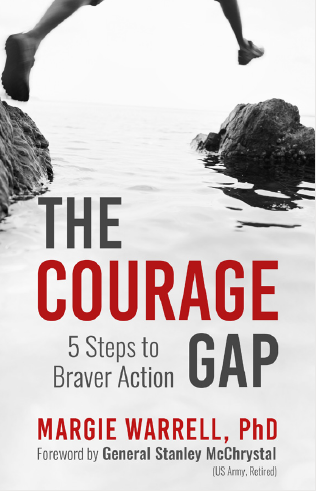 THE
COURAGE
5 Steps to
Braver Action
GAP
MARGIE WARRELL, PhD
Foreword by General Stanley McChrystal
(US Army, Retired)